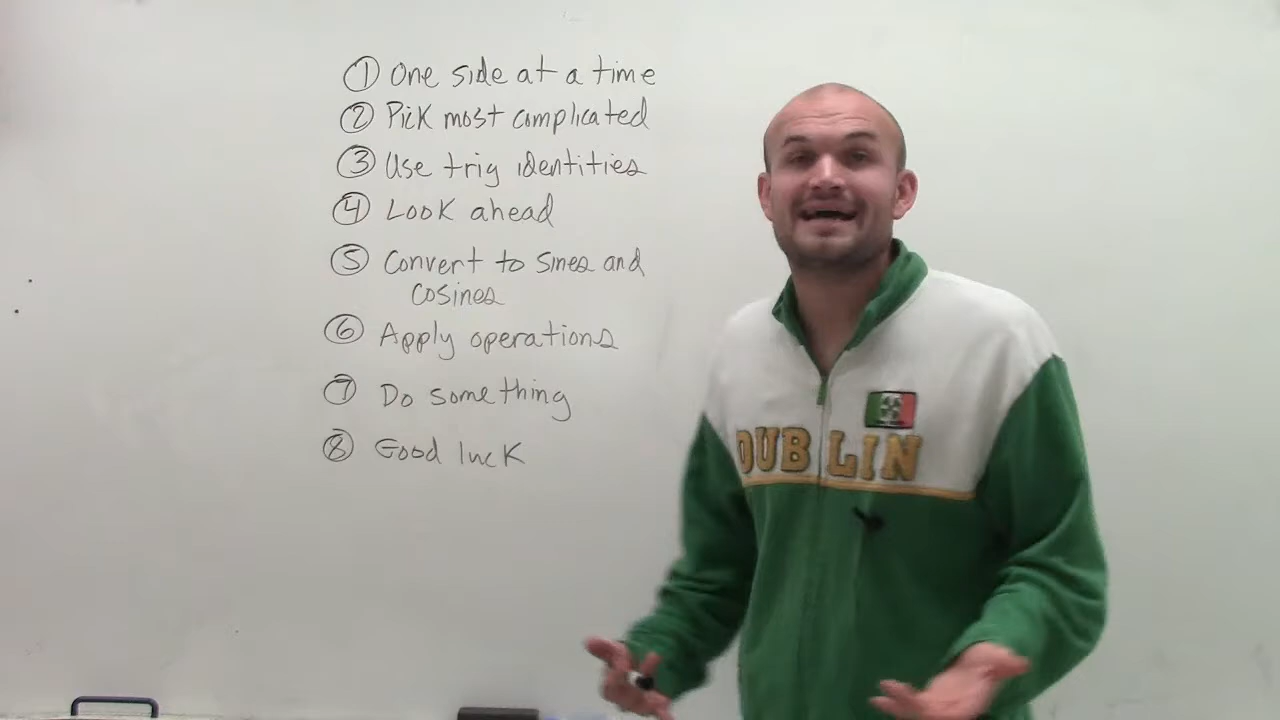 ① One side at a time
② Pick most complicated
③ Use trig identities
④ Look ahead
⑤ Convert to sines and
cosines
⑥ Apply operations
⑦ Do something
⑧ Good luck
DUBLIN